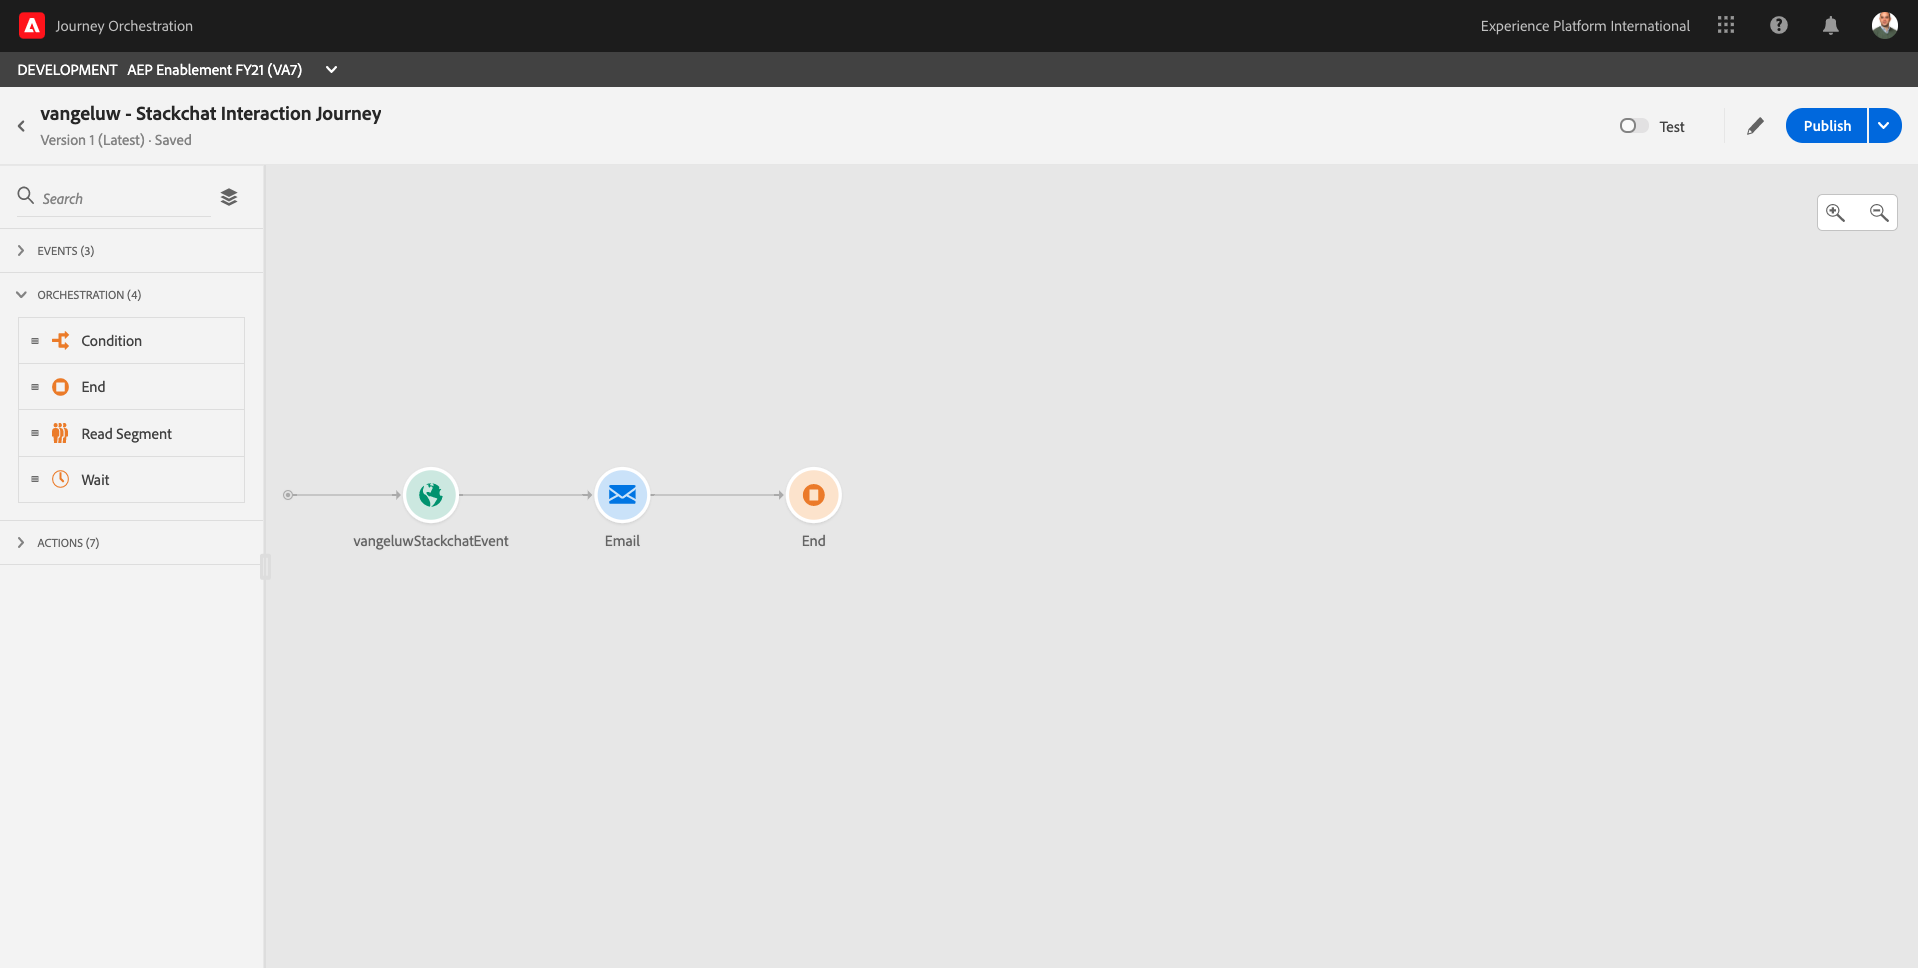 Journey Orchestration
Experience Platform International
DEVELOPMENT AEP Enablement FY21 (VA7)
vangeluw - Stackchat Interaction Journey
Version 1 (Latest) · Saved
Test
Publish
Search
EVENTS (3)
ORCHESTRATION (4)
Condition
End
Read Segment
Wait
ACTIONS (7)
vangeluwStackchatEvent
Email
End